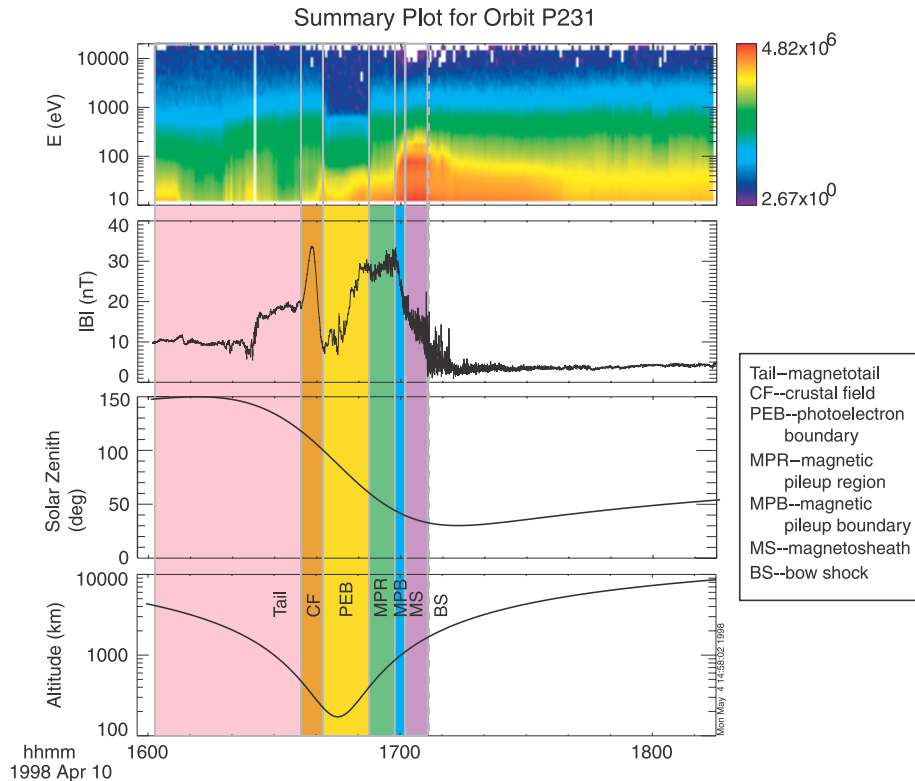 Summary Plot for Orbit P231
10000
1000
100
10
E (eV)
4.82x10^6
2.67x10^0
40
30
20
10
0
|B| (nT)
150
100
50
0
Solar Zenith
(deg)
10000
1000
100
Altitude (km)
Tail
CF
PEB
MPR
MPB
MS
BS
Mon May 4 14:58:02 1998
hhmm
1600
1700
1800
1998 Apr 10
Tail–magnetotail
CF--crustal field
PEB--photoelectron
boundary
MPR–magnetic
pileup region
MPB–magnetic
pileup boundary
MS--magnetosheath
BS--bow shock